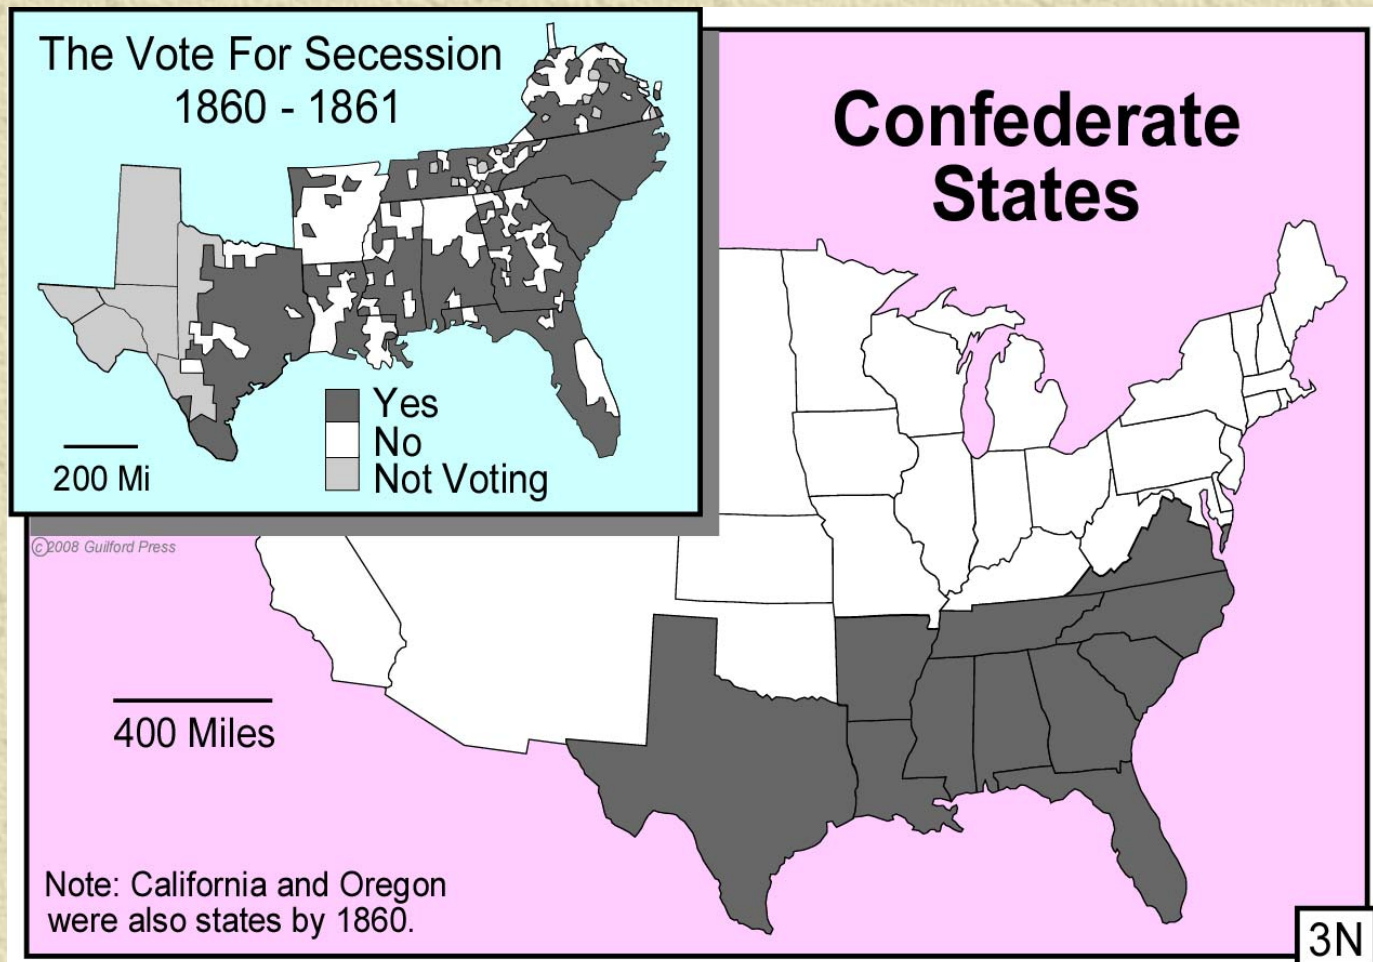 The Vote For Secession
1860 - 1861
Yes
No
Not Voting
200 Mi
Confederate
States
©2008 Guilford Press
400 Miles
Note: California and Oregon
were also states by 1860.
3N